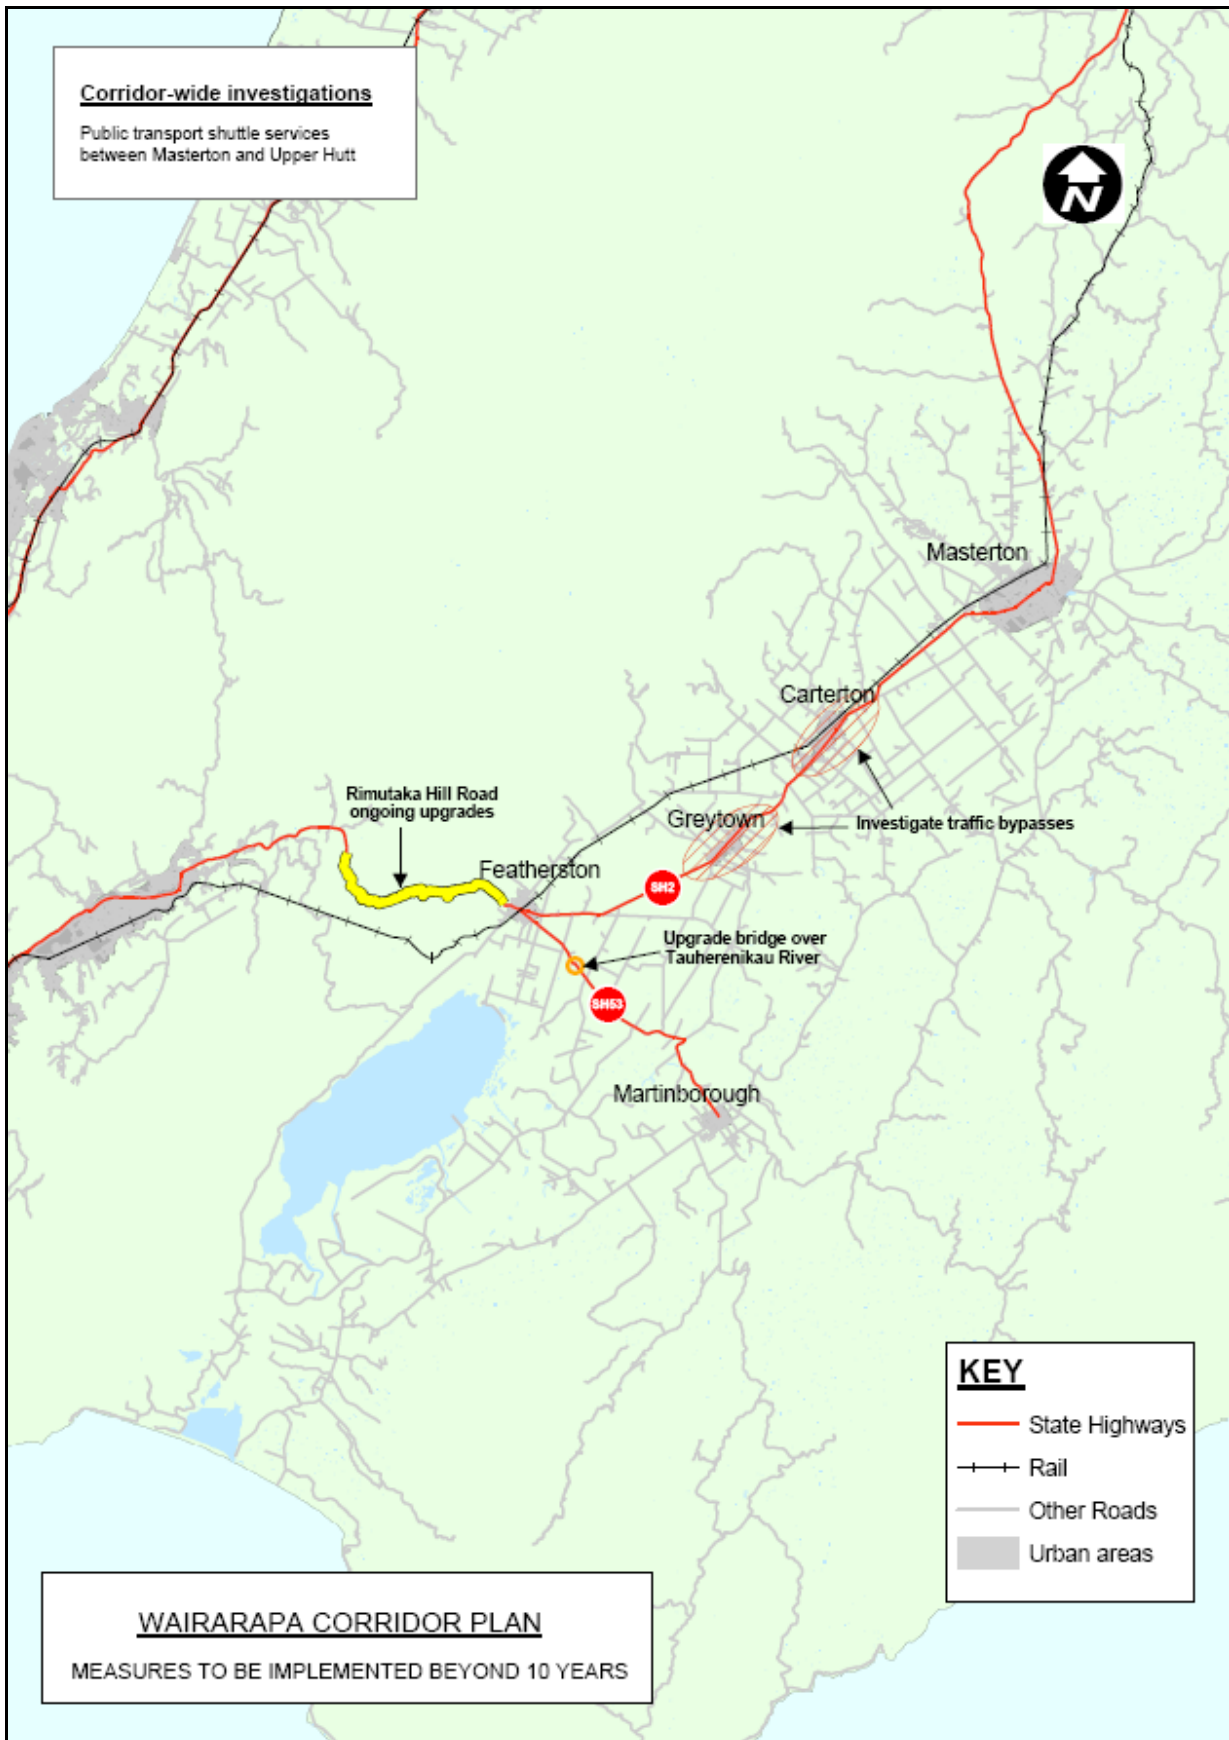 Corridor-wide investigations
Public transport shuttle services
between Masterton and Upper Hutt
N
Masterton
Carterton
Rimutaka Hill Road
ongoing upgrades
Greytown
Investigate traffic bypasses
Featherston
SH2
Upgrade bridge over
Tauherenikau River
SH53
Martinborough
KEY
State Highways
Rail
Other Roads
Urban areas
WAIRARAPA CORRIDOR PLAN
MEASURES TO BE IMPLEMENTED BEYOND 10 YEARS